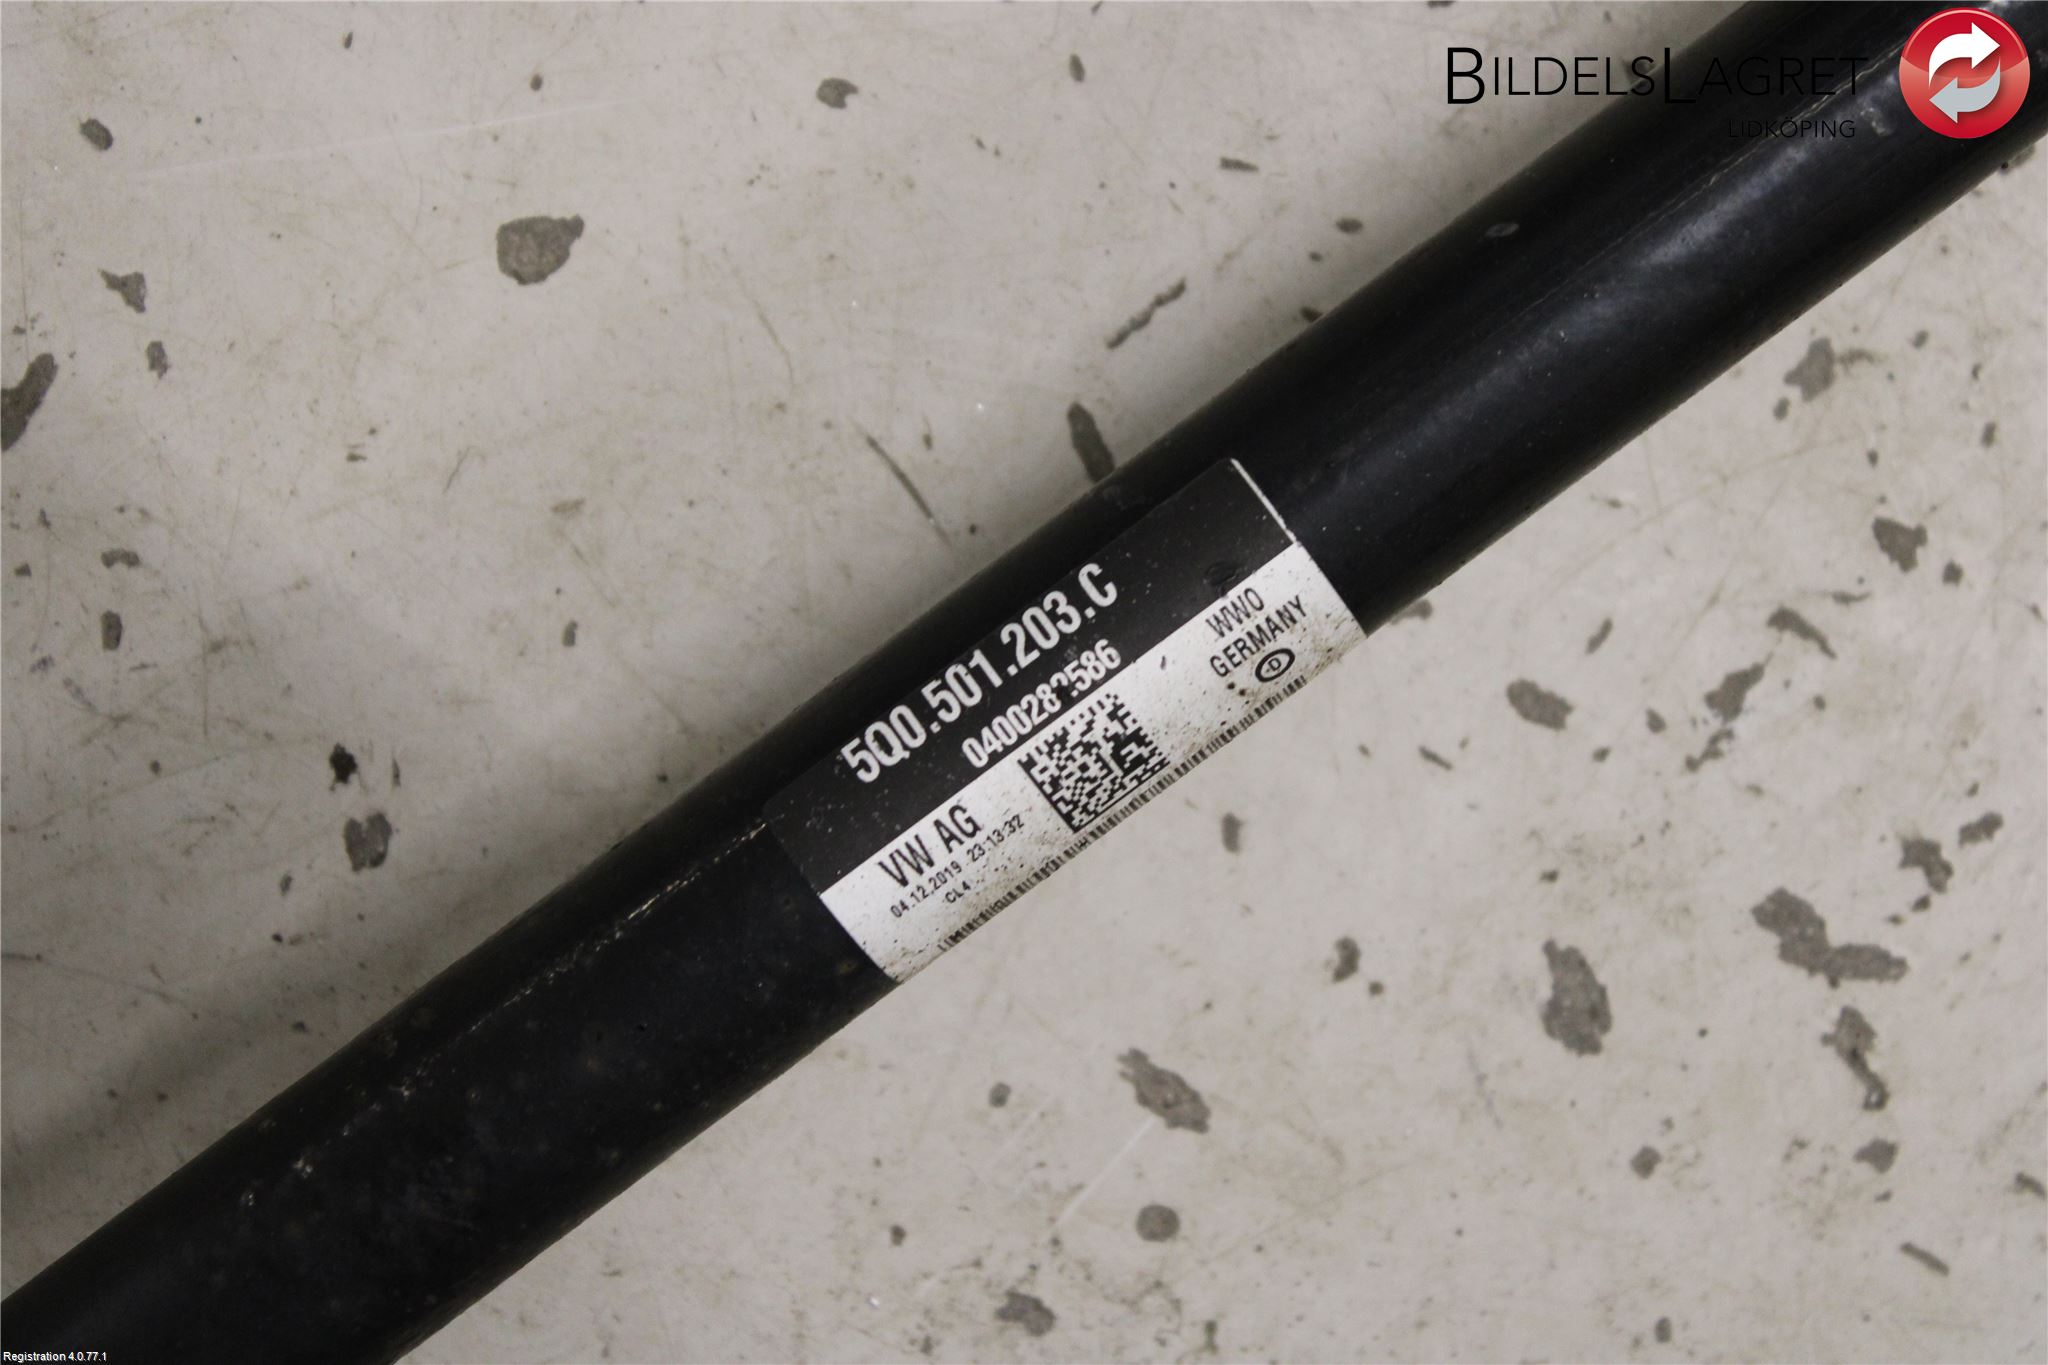 BILDELSLAGRET
LIDKÖPING
5Q0.501.203.C
VW AG
04.12.2019 23:13:32
CL4
WWO
GERMANY
D
Registration 4.0.77.1